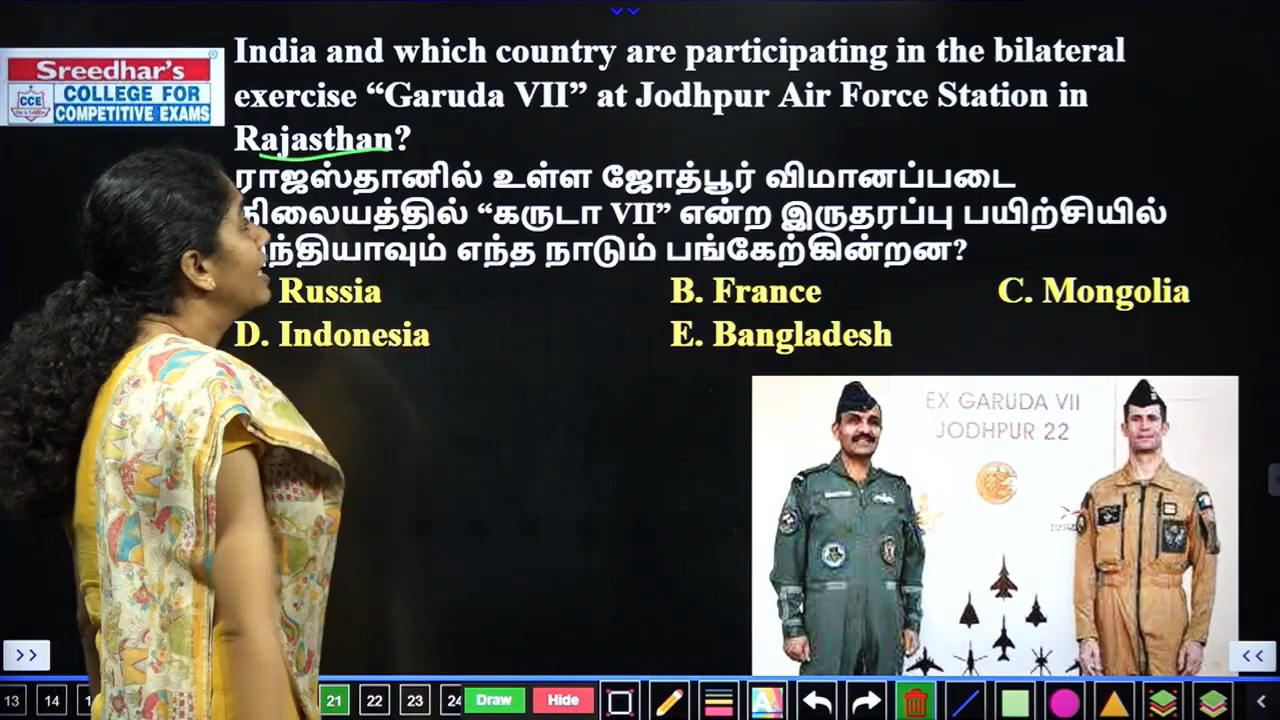 India and which country are participating in the bilateral
exercise “Garuda VII” at Jodhpur Air Force Station in
Rajasthan?
ராஜஸ்தானில் உள்ள ஜோத்பூர் விமானப்படை
நிலையத்தில் “கருடா VII” என்ற இருதரப்பு பயிற்சியில்
இந்தியாவும் எந்த நாடும் பங்கேற்கின்றன?
Russia
B. France
C. Mongolia
D. Indonesia
E. Bangladesh
Sreedhar's
CCE
COLLEGE FOR
COMPETITIVE EXAMS
EX GARUDA VII
JODHPUR 22
>>
<<
13 14 1 21 22 23 24 Draw Hide